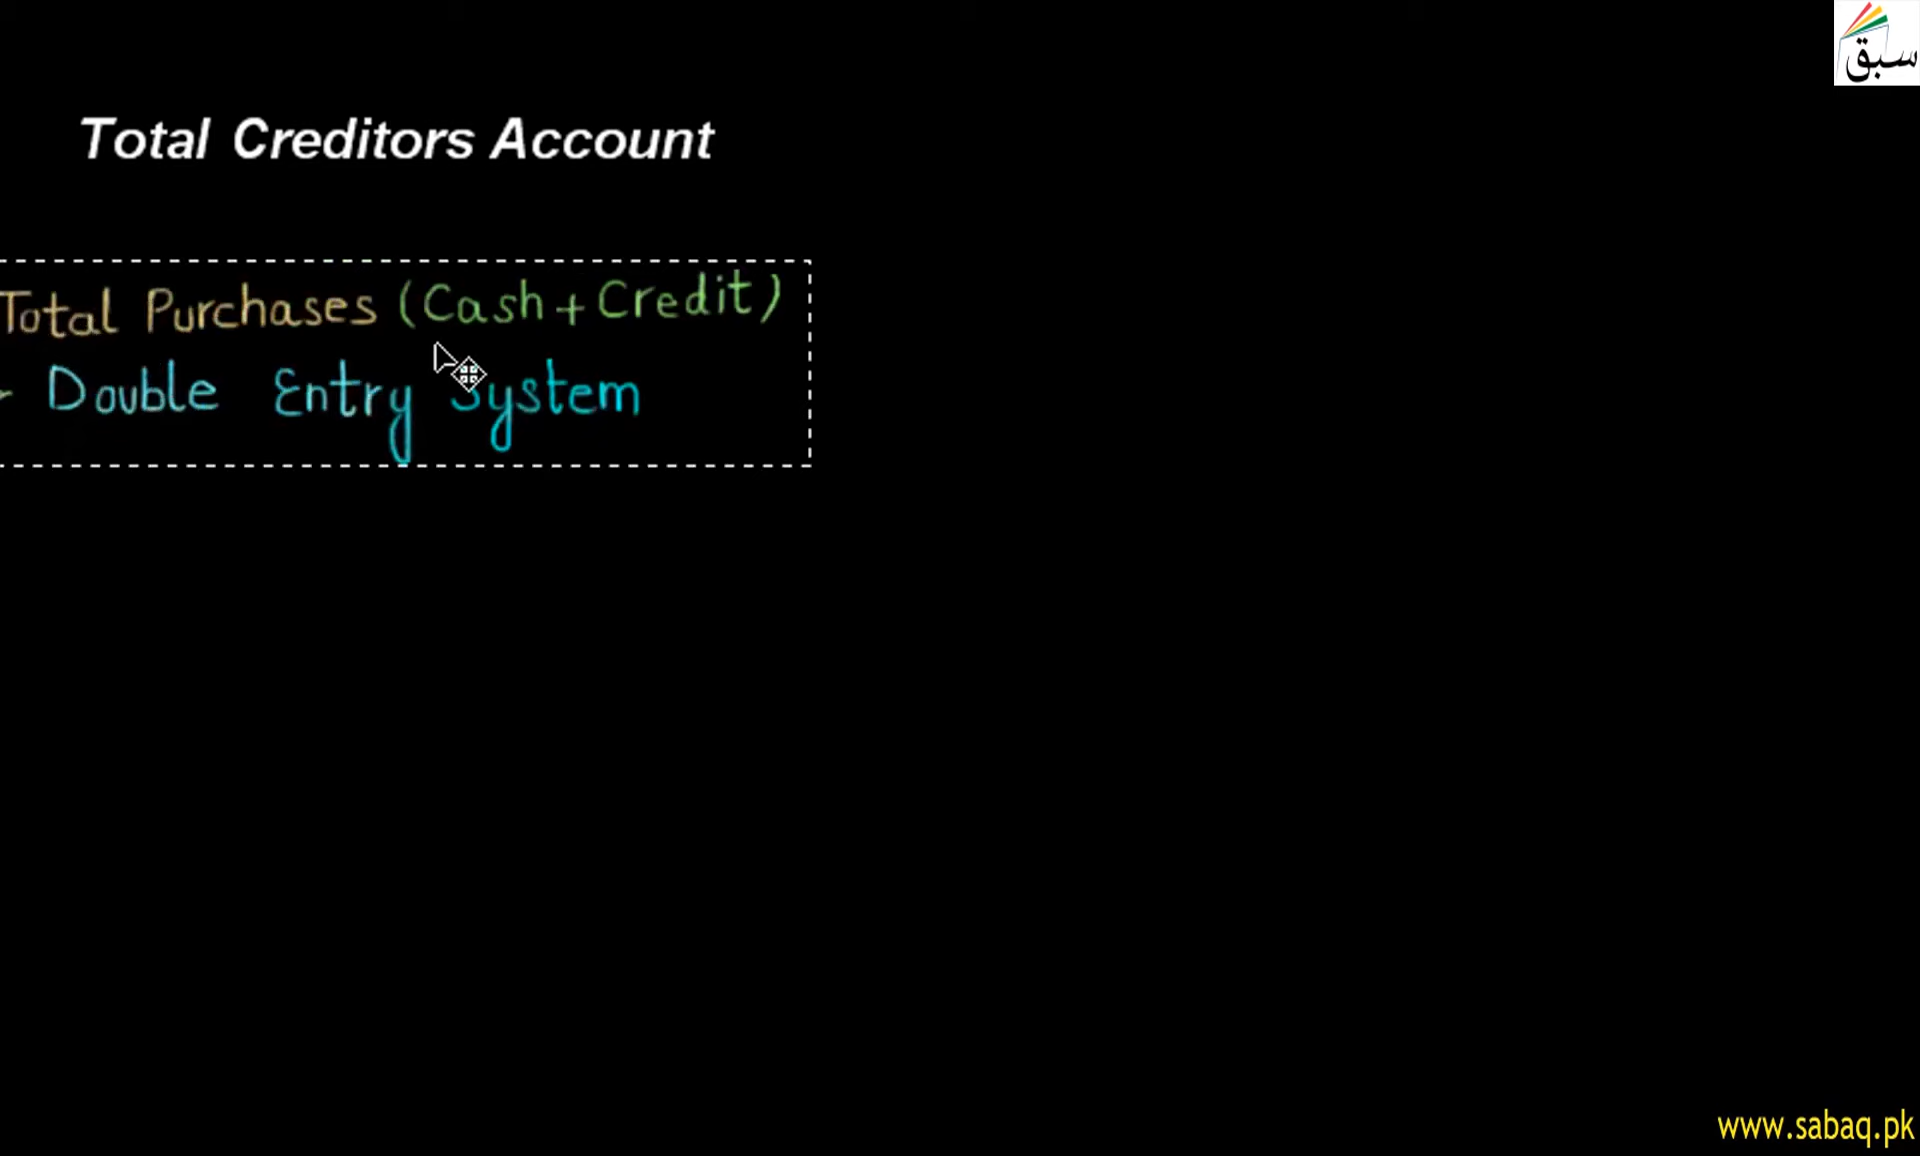 سبق
Total Creditors Account
Total Purchases (Cash + Credit)
- Double Entry System
www.sabaq.pk